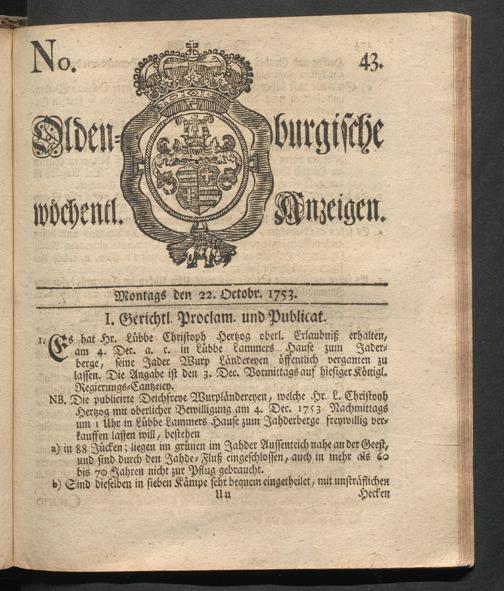 No. 43.
Olden-burgische
wöchentl. Anzeigen.
Montags den 22. Octobr. 1753.
I. Gerichtl. Proclam. und Publicat.
1. Es hat Hr. Lübbe Christoph Hertzog oberl. Erlaubniß erhalten,
am 4. Dec. a. c. in Lübbe Lammers Hause zum Jader-
berge, seine Jader Wurp Ländereyen öffentlich verganten zu
lassen. Die Angabe ist den 3. Dec. Vormittags auf hiesiger Königl.
Regierungs-Cantzeley.
NB. Die publicirte Deichfreye Wurpländereyen, welche Hr. L. Christoph
Hertzog mit oberlicher Bewilligung am 4. Dec. 1753 Nachmittags
um 1 Uhr in Lübbe Lammers Hause zum Jahderberge freywillig ver-
kauffen lassen will, bestehen
a) in 88 Jücken; liegen im grünen im Jahder Aussenteich nahe an der Geest,
und sind durch den Jahde-Fluß eingeschlossen, auch in mehr als 60
bis 70 Jahren nicht zur Pflug gebraucht.
b) Sind dieselben in sieben Kämpe sehr bequem eingetheilet, mit unsträflichen
Uu Hecken